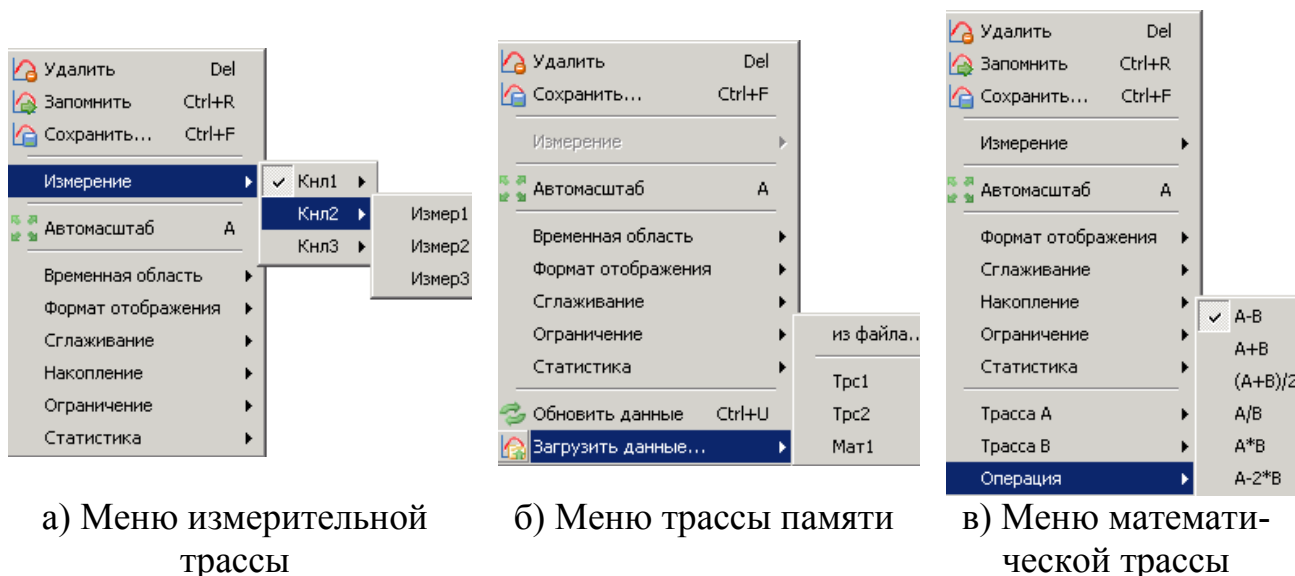 Удалить Del
Запомнить Ctrl+R
Сохранить... Ctrl+F
Измерение
Кнл1
Кнл2
Кнл3
Измер1
Измер2
Измер3
Автомасштаб A
Временная область
Формат отображения
Сглаживание
Накопление
Ограничение
Статистика
а) Меню измерительной
трассы
Удалить Del
Сохранить... Ctrl+F
Измерение
Автомасштаб A
Временная область
Формат отображения
Сглаживание
Ограничение
Статистика
Обновить данные Ctrl+U
Загрузить данные...
из файла..
Трс1
Трс2
Мат1
б) Меню трассы памяти
Удалить Del
Запомнить Ctrl+R
Сохранить... Ctrl+F
Измерение
Автомасштаб A
Формат отображения
Сглаживание
Накопление
Ограничение
Статистика
Трасса A
Трасса B
Операция
A-B
A+B
(A+B)/2
A/B
A*B
A-2*B
в) Меню математи-
ческой трассы